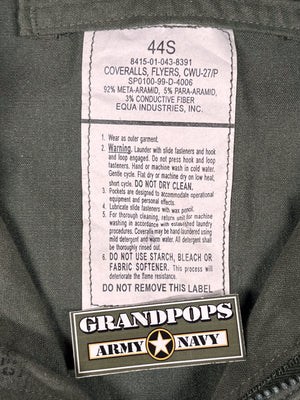 44S
8415-01-043-8391
COVERALLS, FLYERS, CWU-27/P
SP0100-99-D-4006
92% META-ARAMID, 5% PARA-ARAMID,
3% CONDUCTIVE FIBER
EQUA INDUSTRIES, INC.
1. Wear as outer garment.
2. Warning. Launder with slide fasteners and hook
and loop engaged. Do not press hook and loop
fasteners. Hand or machine wash in cold water.
Gentle cycle. Flat dry or machine dry on low heat,
short cycle. DO NOT DRY CLEAN.
3. Pockets are designed to accommodate operational
equipment and personal effects.
4. Lubricate slide fasteners with wax pencil.
5. For thorough cleaning, return unit for machine
washing in accordance with established laundry
procedures. Coveralls may be hand laundered using
mild detergent and warm water. All detergent shall
be thoroughly rinsed out.
6. DO NOT USE STARCH, BLEACH OR
FABRIC SOFTENER. This process will
deteriorate the flame resistance.
DO NOT REMOVE THIS LABEL
GRANDPOPS
ARMY NAVY